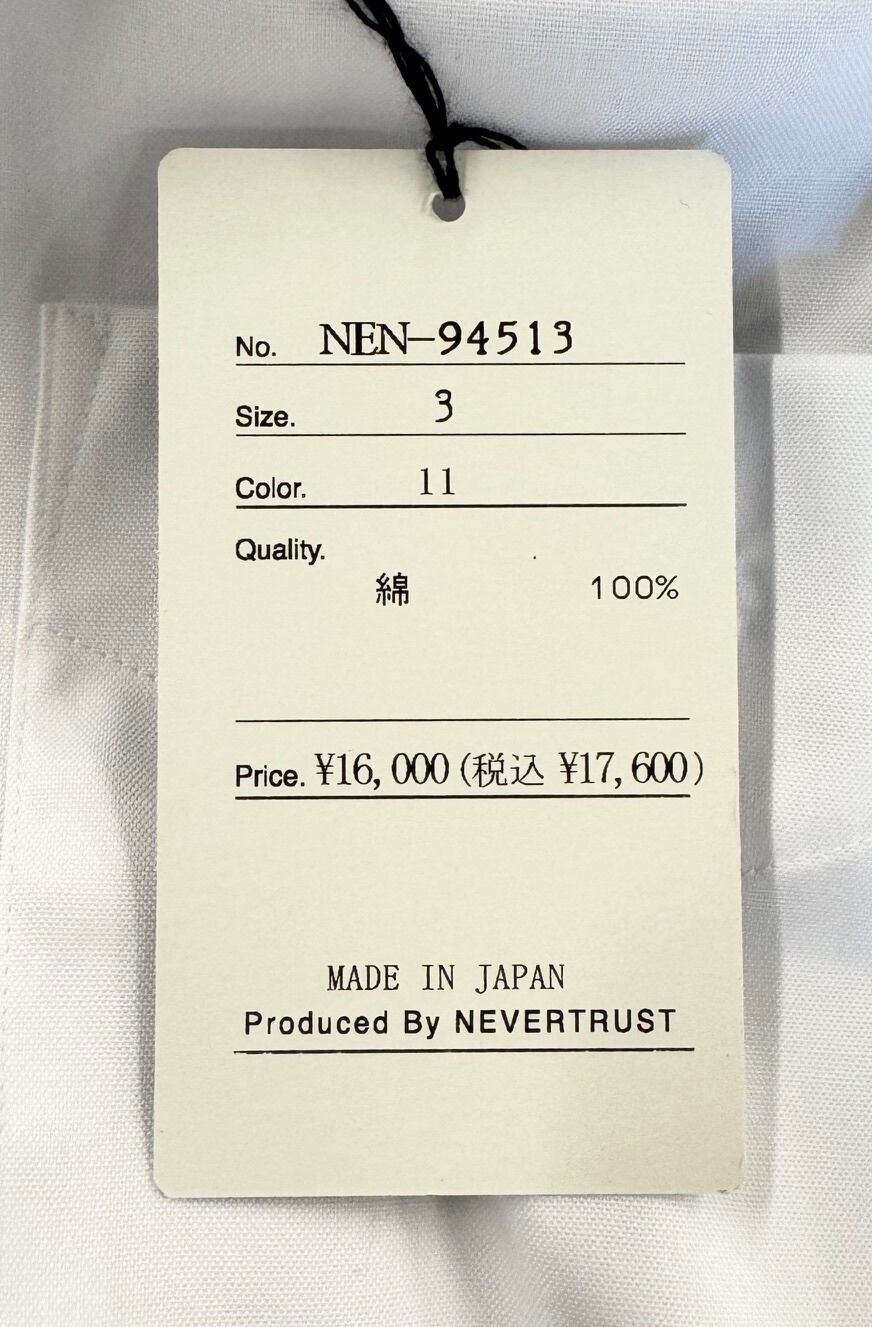 No. NEN-94513
Size. 3
Color. 11
Quality.
綿 100%
Price. ¥16,000 (税込 ¥17,600)
MADE IN JAPAN
Produced By NEVERTRUST